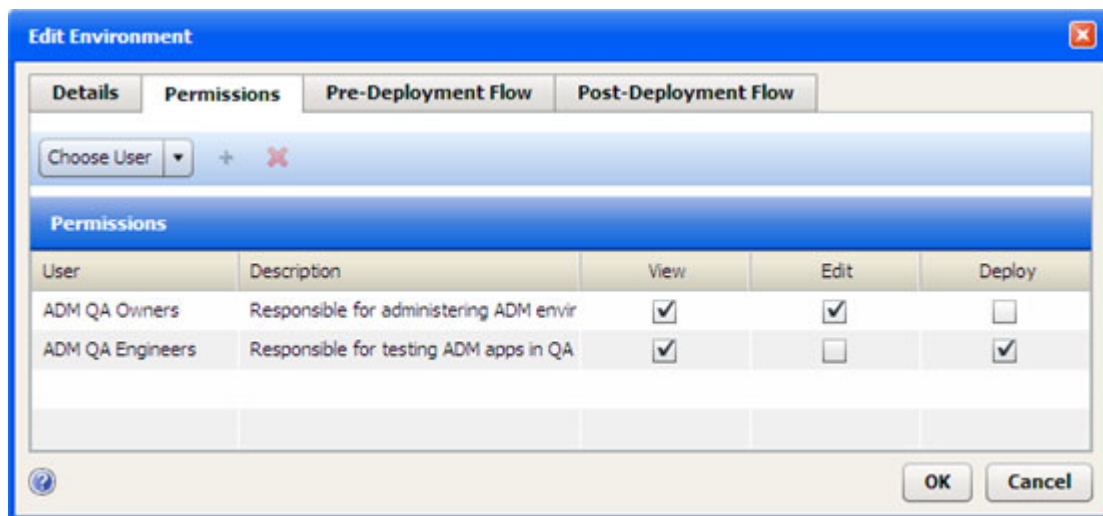 Edit Environment
Details Permissions Pre-Deployment Flow Post-Deployment Flow
Choose User
Permissions
User Description View Edit Deploy
ADM QA Owners Responsible for administering ADM envir
ADM QA Engineers Responsible for testing ADM apps in QA
OK Cancel